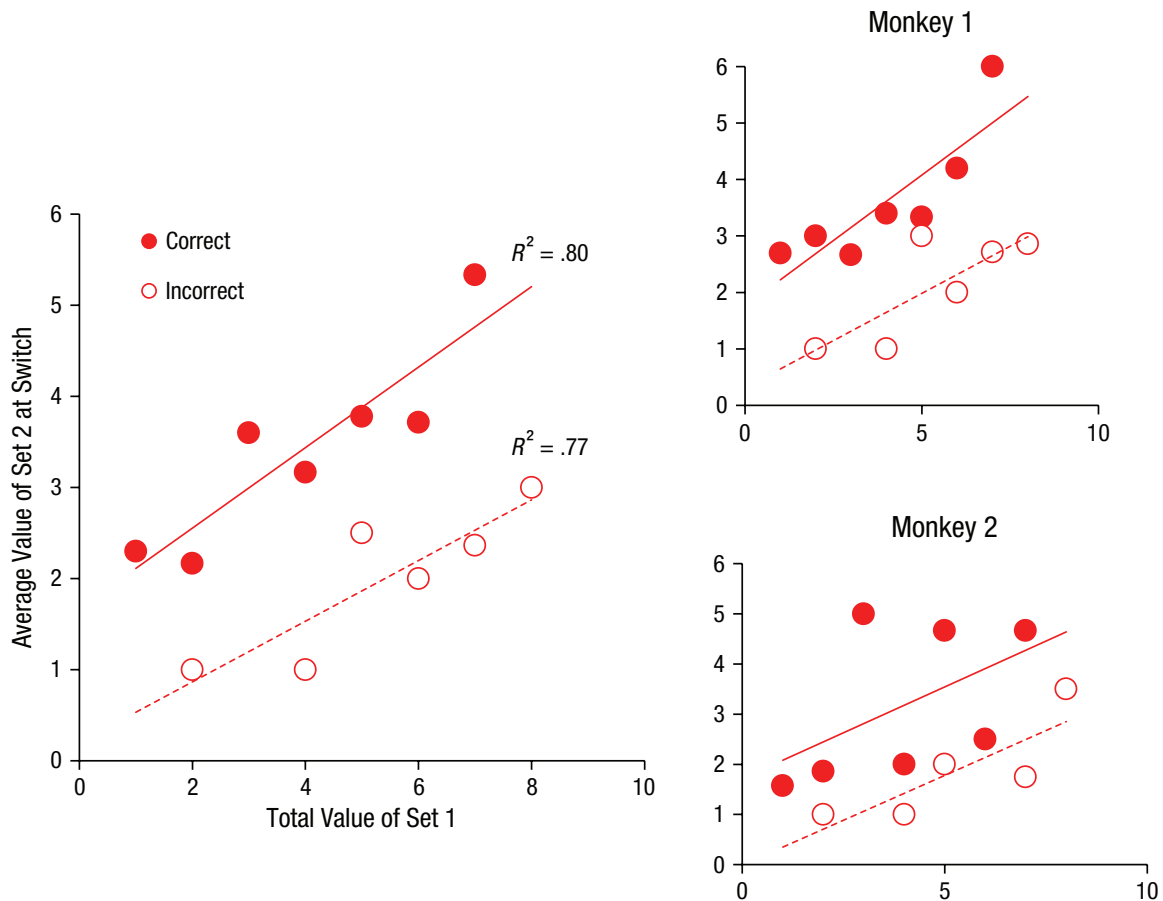 6
5
4
3
2
1
0
Average Value of Set 2 at Switch
Correct
Incorrect
R² = .80
R² = .77
0 2 4 6 8 10
Total Value of Set 1
Monkey 1
6
5
4
3
2
1
0
0 5 10
Monkey 2
6
5
4
3
2
1
0
0 5 10